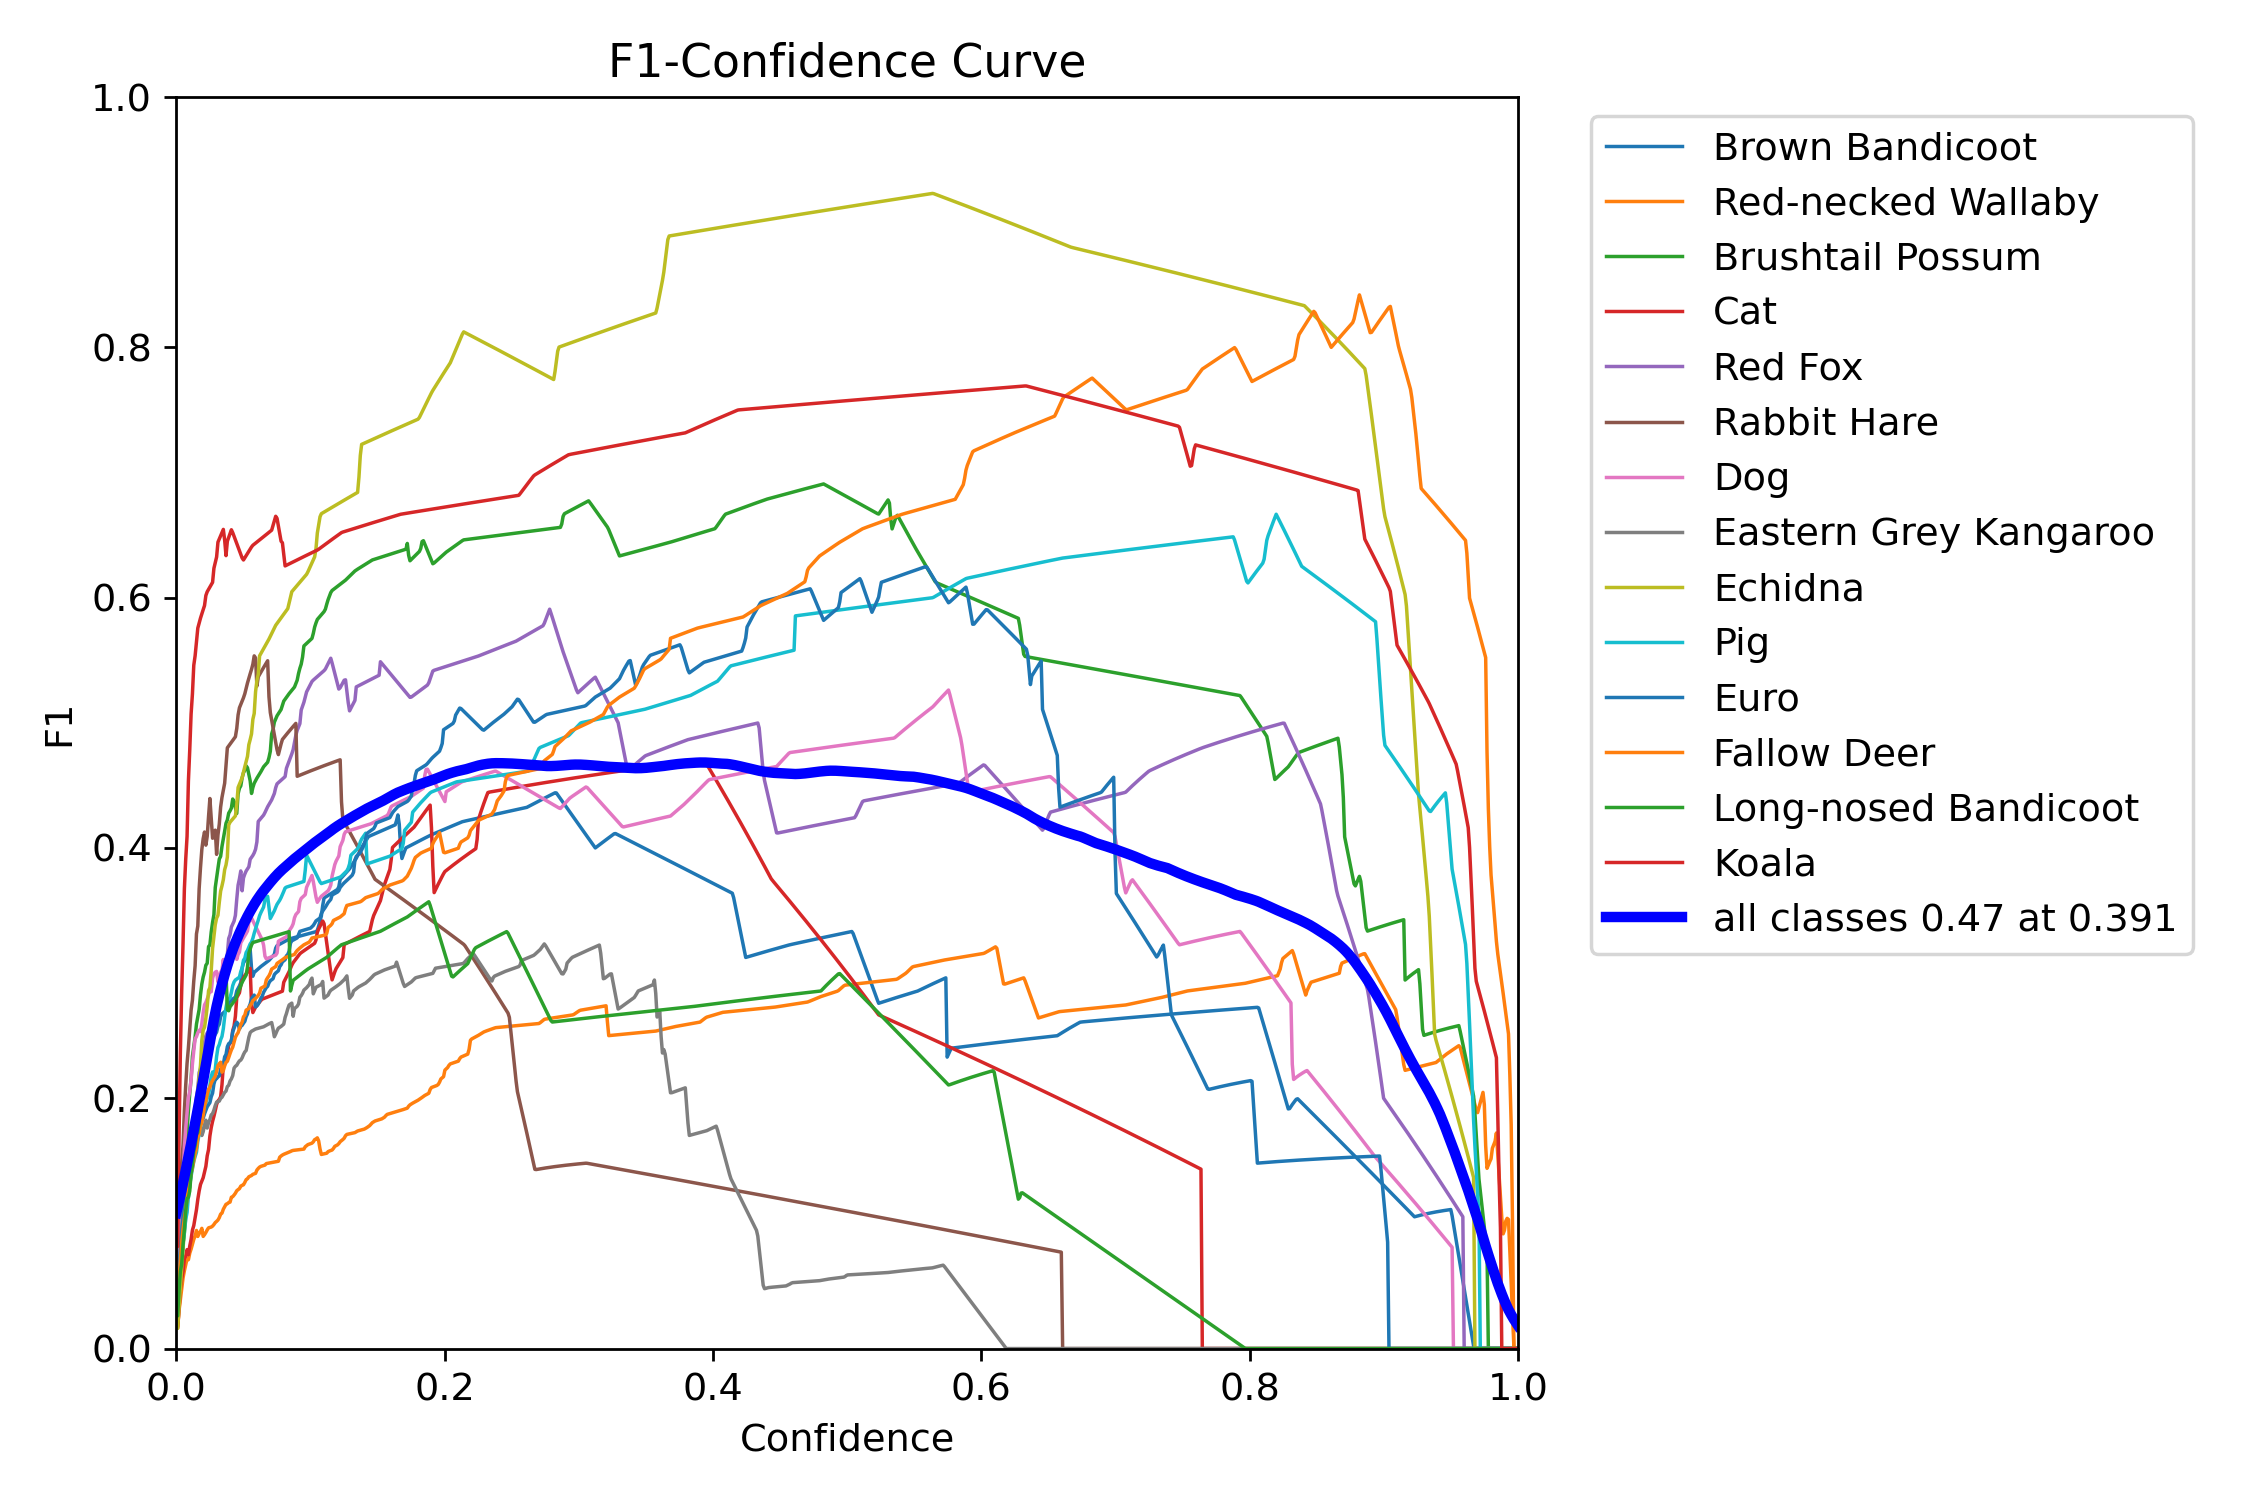 F1-Confidence Curve
1.0
0.8
0.6
0.4
0.2
0.0
F1
0.0 0.2 0.4 0.6 0.8 1.0
Confidence
Brown Bandicoot
Red-necked Wallaby
Brushtail Possum
Cat
Red Fox
Rabbit Hare
Dog
Eastern Grey Kangaroo
Echidna
Pig
Euro
Fallow Deer
Long-nosed Bandicoot
Koala
all classes 0.47 at 0.391